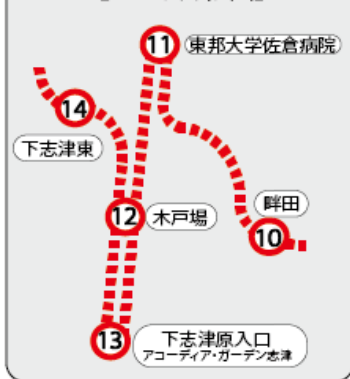 11 東邦大学佐倉病院
14
下志津東
12 木戸場
畔田
10
13 下志津原入口
アコーディア・ガーデン志津